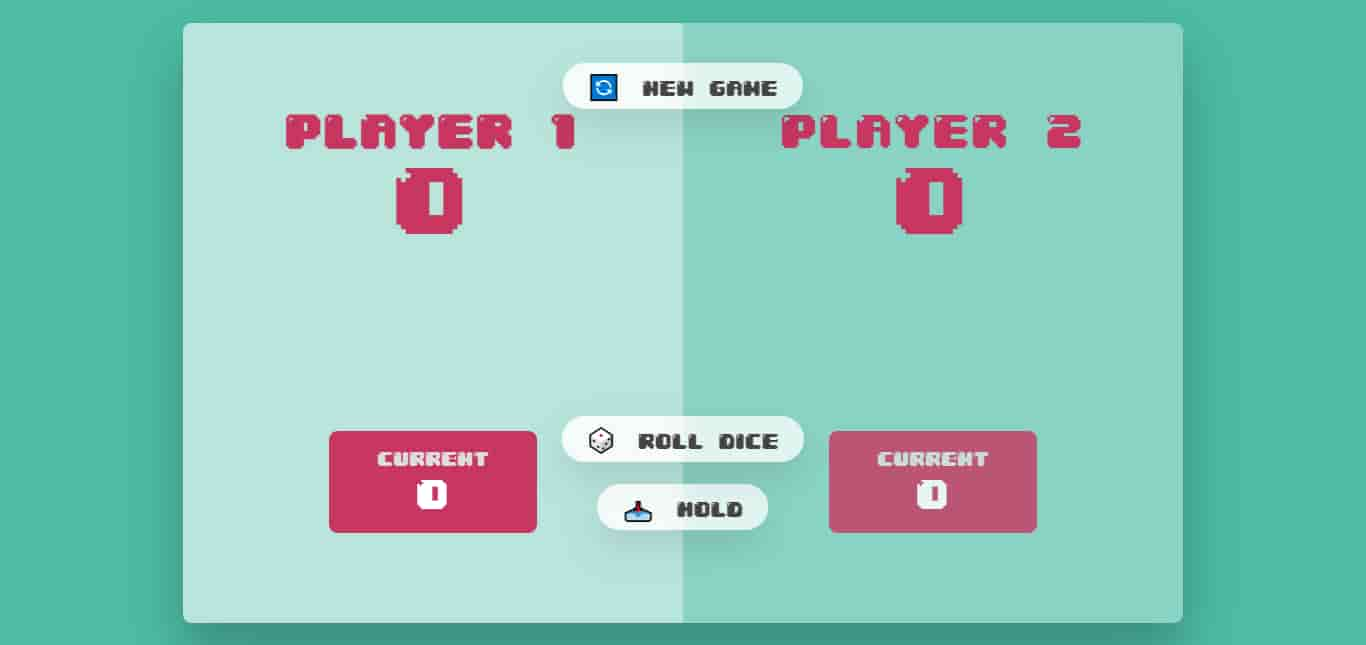 NEW GAME
PLAYER 1
0
PLAYER 2
0
CURRENT
0
ROLL DICE
HOLD
CURRENT
0